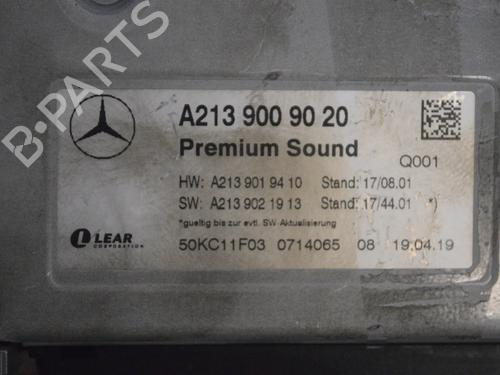 B-PARTS
A213 900 90 20
Premium Sound
Q001
HW: A213 901 94 10 Stand: 17/08.01
SW: A213 902 19 13 Stand: 17/44.01 *)
*gueltig bis zur evtl. SW-Aktualisierung
LEAR
CORPORATION
50KC11F03 0714065 08 19.04.19